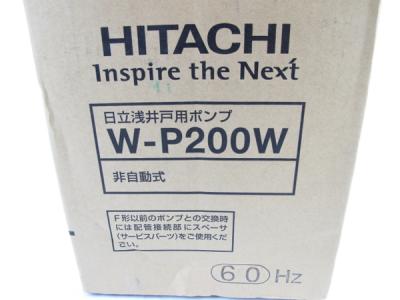 HITACHI
Inspire the Next
日立浅井戸用ポンプ
W-P200W
非自動式
F形以前のポンプとの交換時
には配管接続部にスペーサ
(サービスパーツ)をご使用くだ
さい。
60 Hz